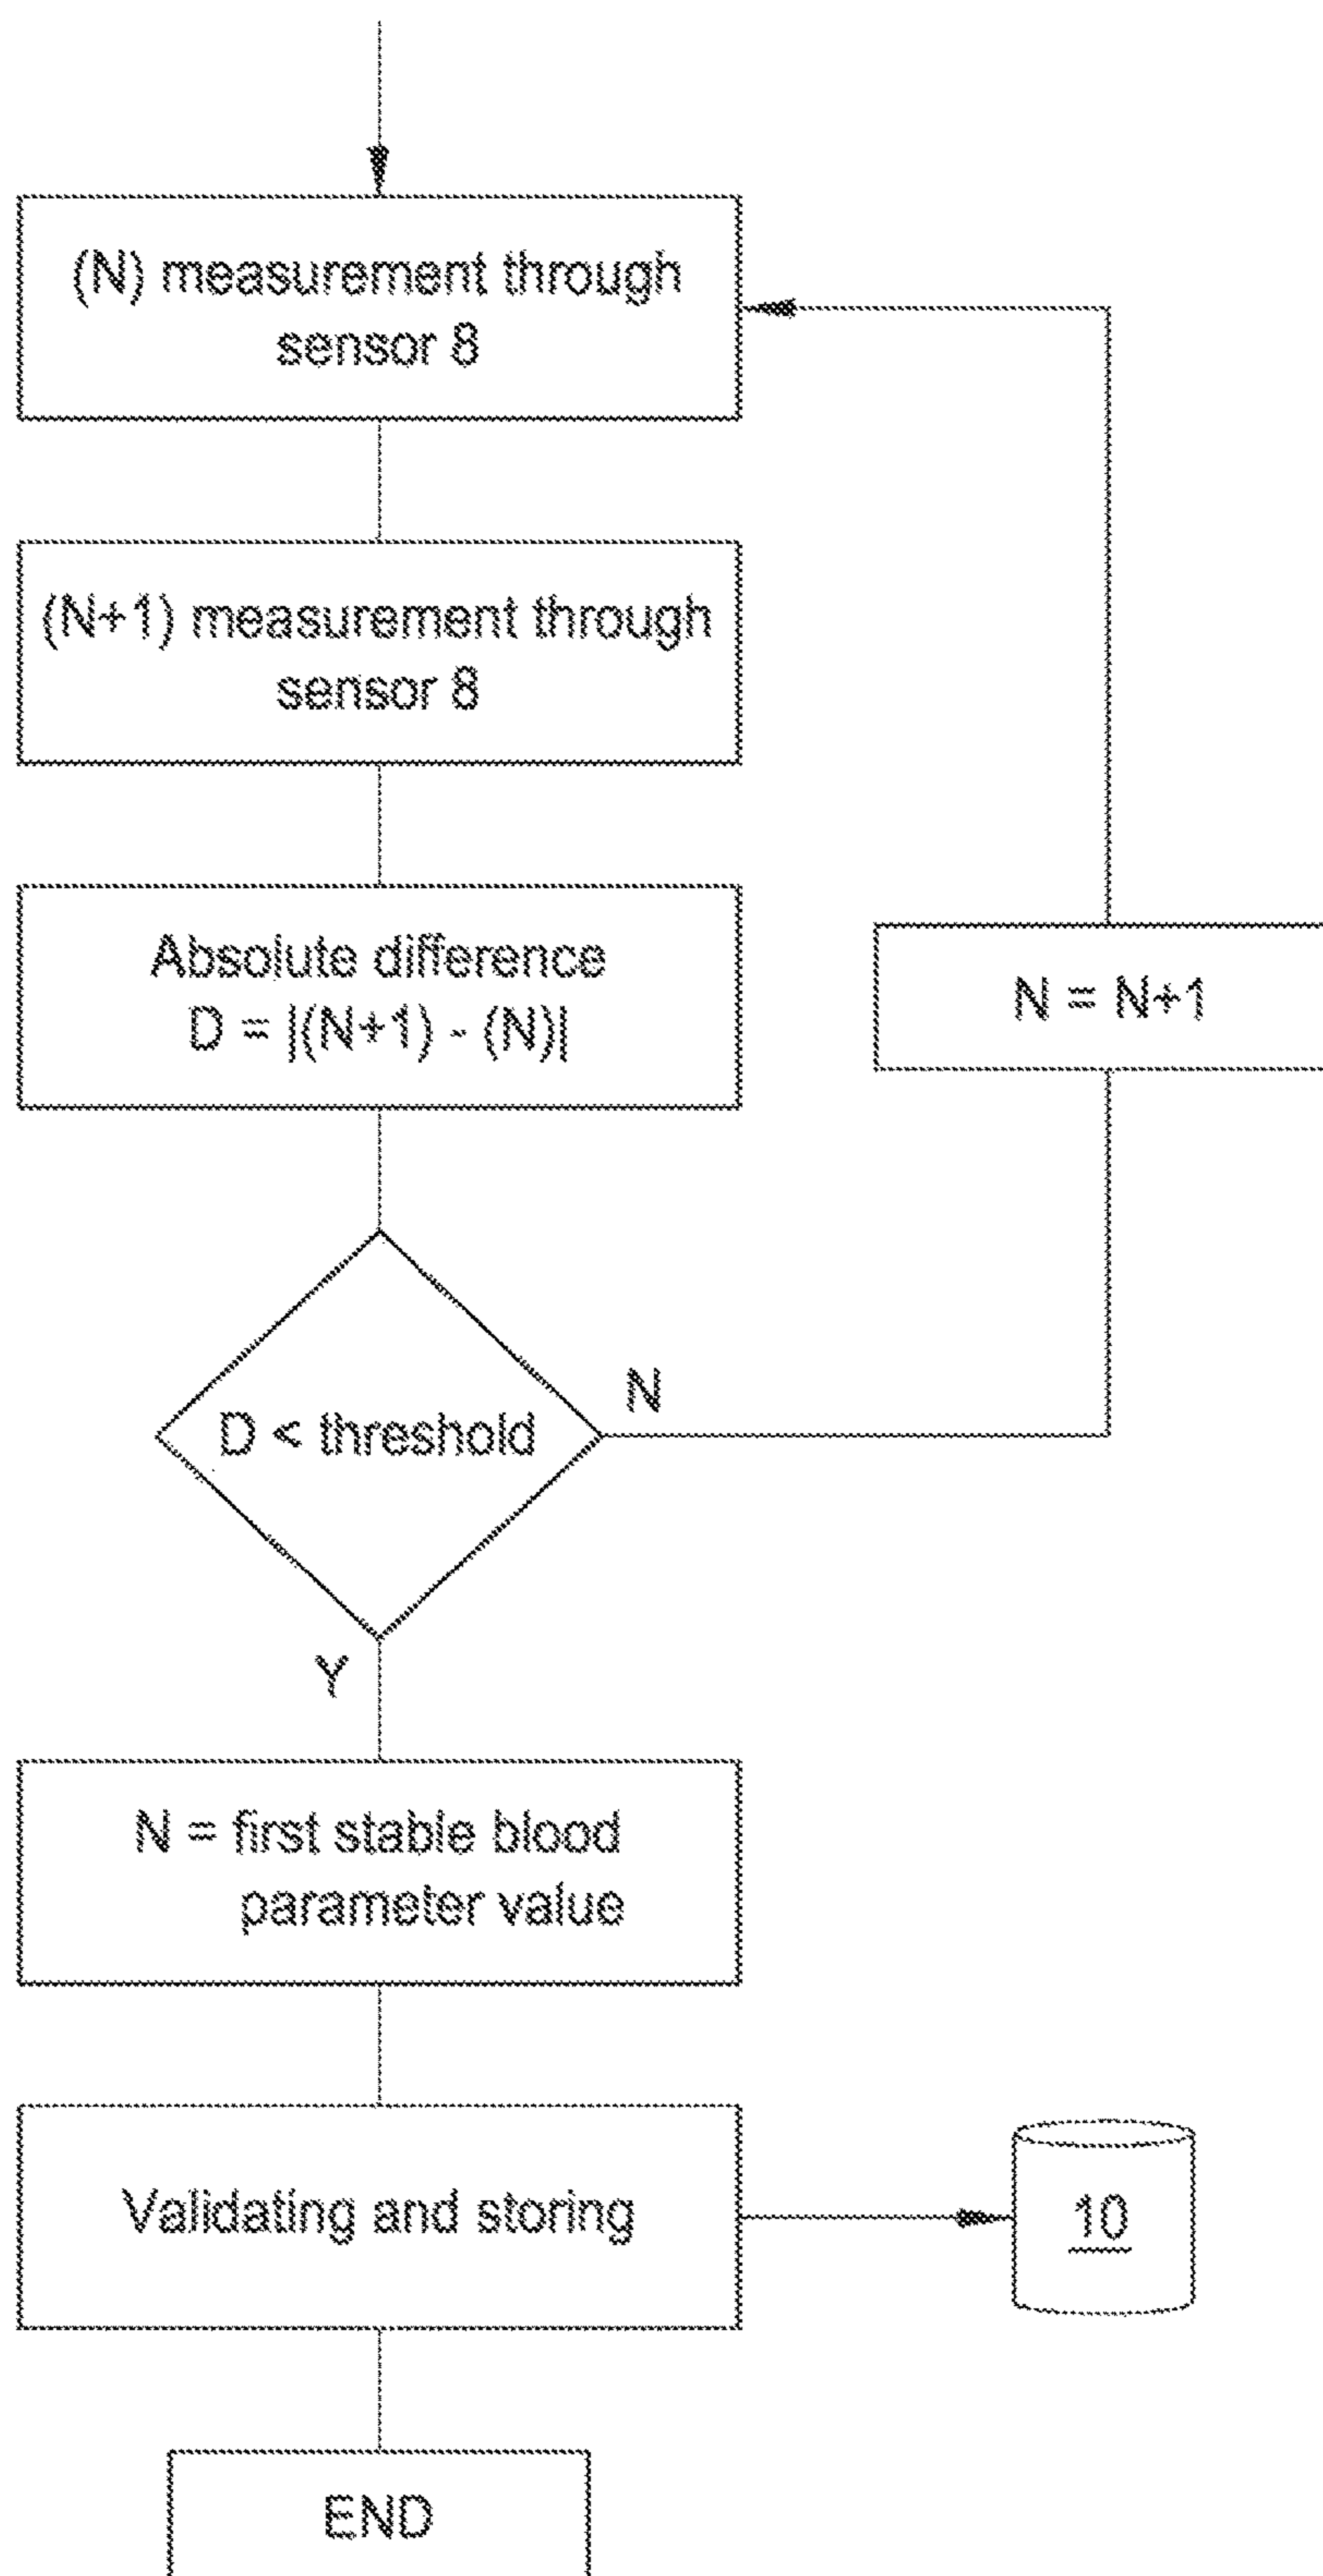 (N) measurement through
sensor 8
(N+1) measurement through
sensor 8
Absolute difference
D = |(N+1) - (N)|
N = N+1
D < threshold
N
Y
N = first stable blood
parameter value
Validating and storing
10
END